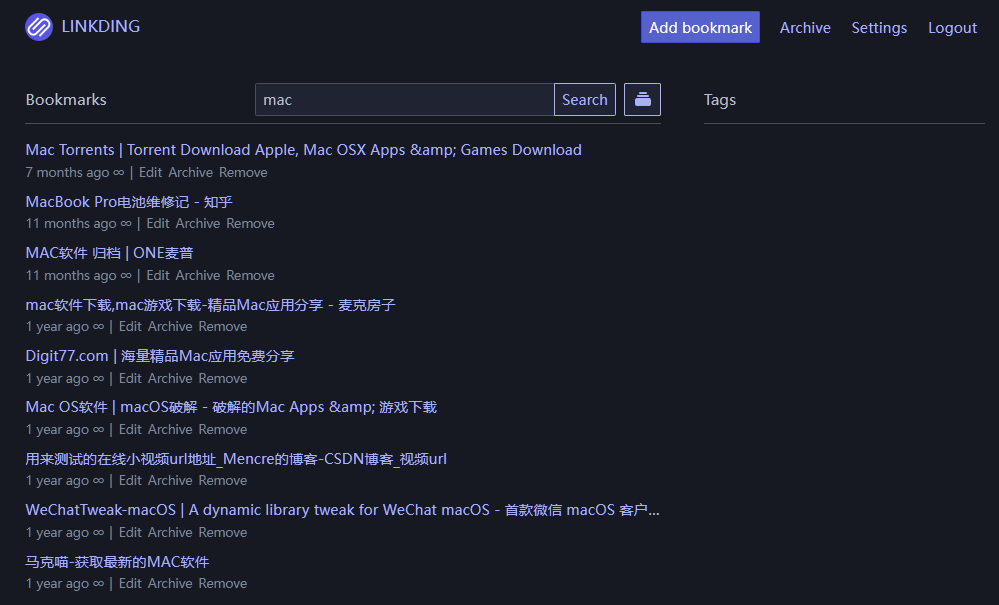 LINKDING
Add bookmark Archive Settings Logout
Bookmarks mac Search Tags
Mac Torrents | Torrent Download Apple, Mac OSX Apps &amp; Games Download
7 months ago ∞ | Edit Archive Remove
MacBook Pro电池维修记 - 知乎
11 months ago ∞ | Edit Archive Remove
MAC软件 归档 | ONE麦普
11 months ago ∞ | Edit Archive Remove
mac软件下载,mac游戏下载-精品Mac应用分享 - 麦克房子
1 year ago ∞ | Edit Archive Remove
Digit77.com | 海量精品Mac应用免费分享
1 year ago ∞ | Edit Archive Remove
Mac OS软件 | macOS破解 - 破解的Mac Apps &amp; 游戏下载
1 year ago ∞ | Edit Archive Remove
用来测试的在线小视频url地址_Mencre的博客-CSDN博客_视频url
1 year ago ∞ | Edit Archive Remove
WeChatTweak-macOS | A dynamic library tweak for WeChat macOS - 首款微信 macOS 客户...
1 year ago ∞ | Edit Archive Remove
马克喵-获取最新的MAC软件
1 year ago ∞ | Edit Archive Remove